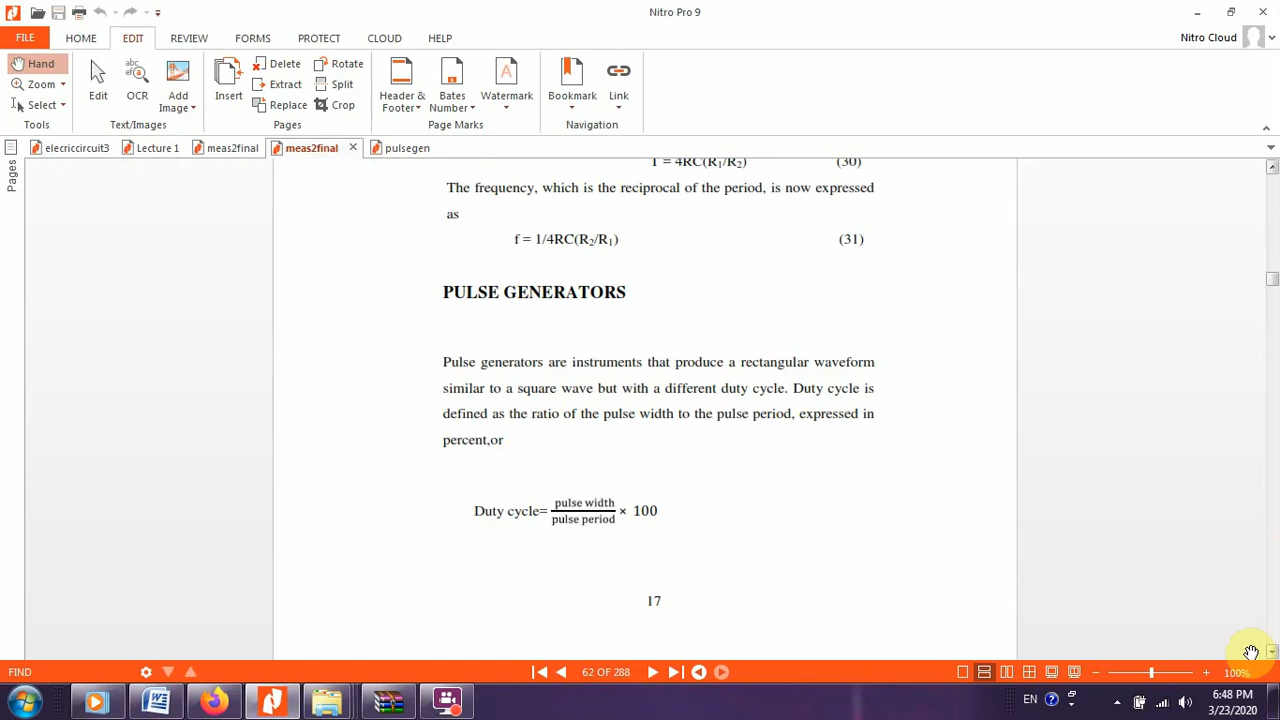 Nitro Pro 9
FILE HOME EDIT REVIEW FORMS PROTECT CLOUD HELP Nitro Cloud
Hand Delete Rotate
Zoom Extract Split
Select Edit OCR Add Image Insert Replace Crop Header & Footer Bates Number Watermark Bookmark Link
Tools Text/Images Pages Page Marks Navigation
elecriccircuit3 Lecture 1 meas2final meas2final pulsegen
Pages
T = 4RC(R₁/R₂) (30)
The frequency, which is the reciprocal of the period, is now expressed
as
f = 1/4RC(R₂/R₁) (31)
PULSE GENERATORS
Pulse generators are instruments that produce a rectangular waveform
similar to a square wave but with a different duty cycle. Duty cycle is
defined as the ratio of the pulse width to the pulse period, expressed in
percent,or
Duty cycle= pulse width / pulse period × 100
17
FIND 62 OF 288 100%
EN 6:48 PM
3/23/2020